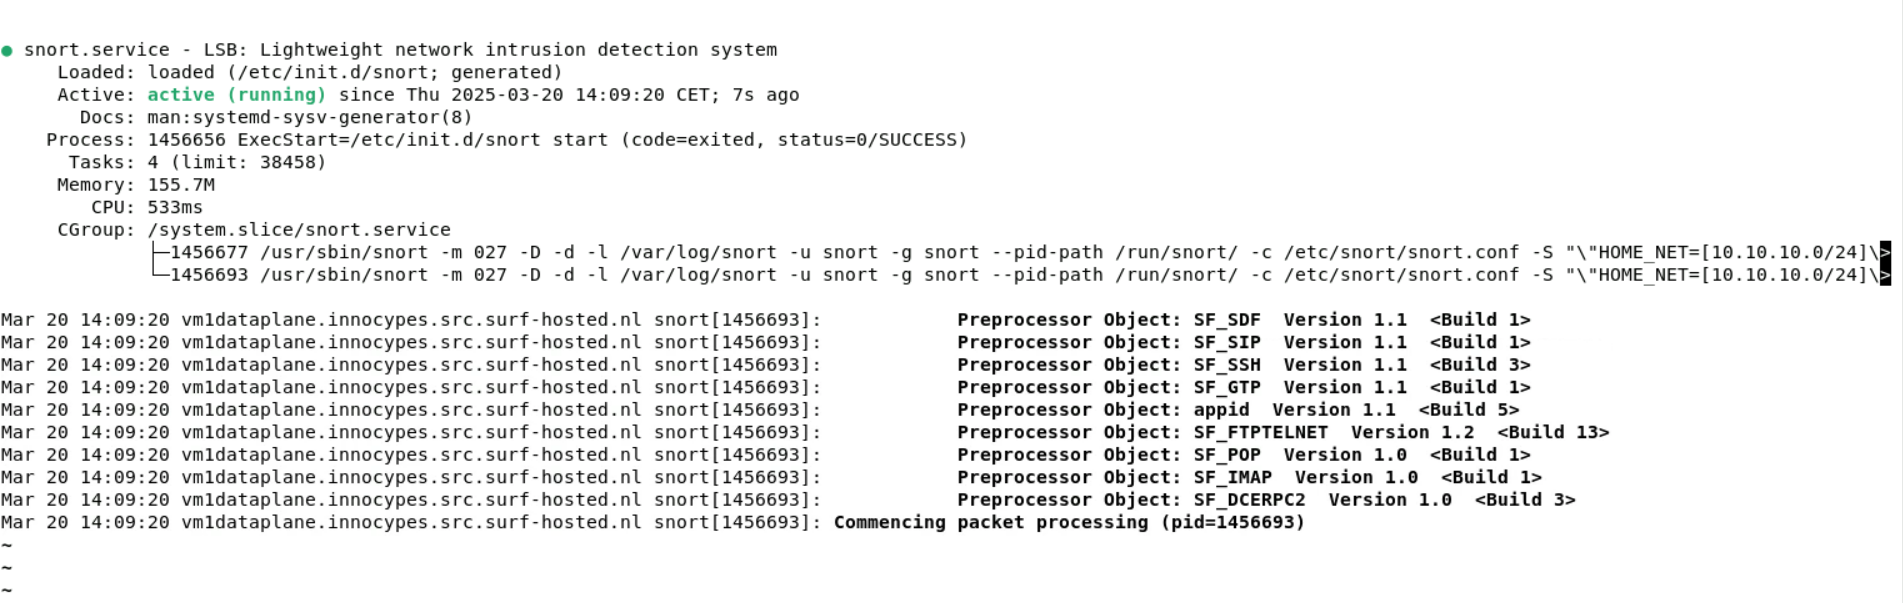 ● snort.service - LSB: Lightweight network intrusion detection system
     Loaded: loaded (/etc/init.d/snort; generated)
     Active: active (running) since Thu 2025-03-20 14:09:20 CET; 7s ago
       Docs: man:systemd-sysv-generator(8)
    Process: 1456656 ExecStart=/etc/init.d/snort start (code=exited, status=0/SUCCESS)
      Tasks: 4 (limit: 38458)
     Memory: 155.7M
        CPU: 533ms
     CGroup: /system.slice/snort.service
             ├─1456677 /usr/sbin/snort -m 027 -D -d -l /var/log/snort -u snort -g snort --pid-path /run/snort/ -c /etc/snort/snort.conf -S "\"HOME_NET=[10.10.10.0/24]\>
             └─1456693 /usr/sbin/snort -m 027 -D -d -l /var/log/snort -u snort -g snort --pid-path /run/snort/ -c /etc/snort/snort.conf -S "\"HOME_NET=[10.10.10.0/24]\>
Mar 20 14:09:20 vm1dataplane.innocypes.src.surf-hosted.nl snort[1456693]:            Preprocessor Object: SF_SDF  Version 1.1  <Build 1>
Mar 20 14:09:20 vm1dataplane.innocypes.src.surf-hosted.nl snort[1456693]:            Preprocessor Object: SF_SIP  Version 1.1  <Build 1>
Mar 20 14:09:20 vm1dataplane.innocypes.src.surf-hosted.nl snort[1456693]:            Preprocessor Object: SF_SSH  Version 1.1  <Build 3>
Mar 20 14:09:20 vm1dataplane.innocypes.src.surf-hosted.nl snort[1456693]:            Preprocessor Object: SF_GTP  Version 1.1  <Build 1>
Mar 20 14:09:20 vm1dataplane.innocypes.src.surf-hosted.nl snort[1456693]:            Preprocessor Object: appid  Version 1.1  <Build 5>
Mar 20 14:09:20 vm1dataplane.innocypes.src.surf-hosted.nl snort[1456693]:            Preprocessor Object: SF_FTPTELNET  Version 1.2  <Build 13>
Mar 20 14:09:20 vm1dataplane.innocypes.src.surf-hosted.nl snort[1456693]:            Preprocessor Object: SF_POP  Version 1.0  <Build 1>
Mar 20 14:09:20 vm1dataplane.innocypes.src.surf-hosted.nl snort[1456693]:            Preprocessor Object: SF_IMAP  Version 1.0  <Build 1>
Mar 20 14:09:20 vm1dataplane.innocypes.src.surf-hosted.nl snort[1456693]:            Preprocessor Object: SF_DCERPC2  Version 1.0  <Build 3>
Mar 20 14:09:20 vm1dataplane.innocypes.src.surf-hosted.nl snort[1456693]: Commencing packet processing (pid=1456693)
~
~
~